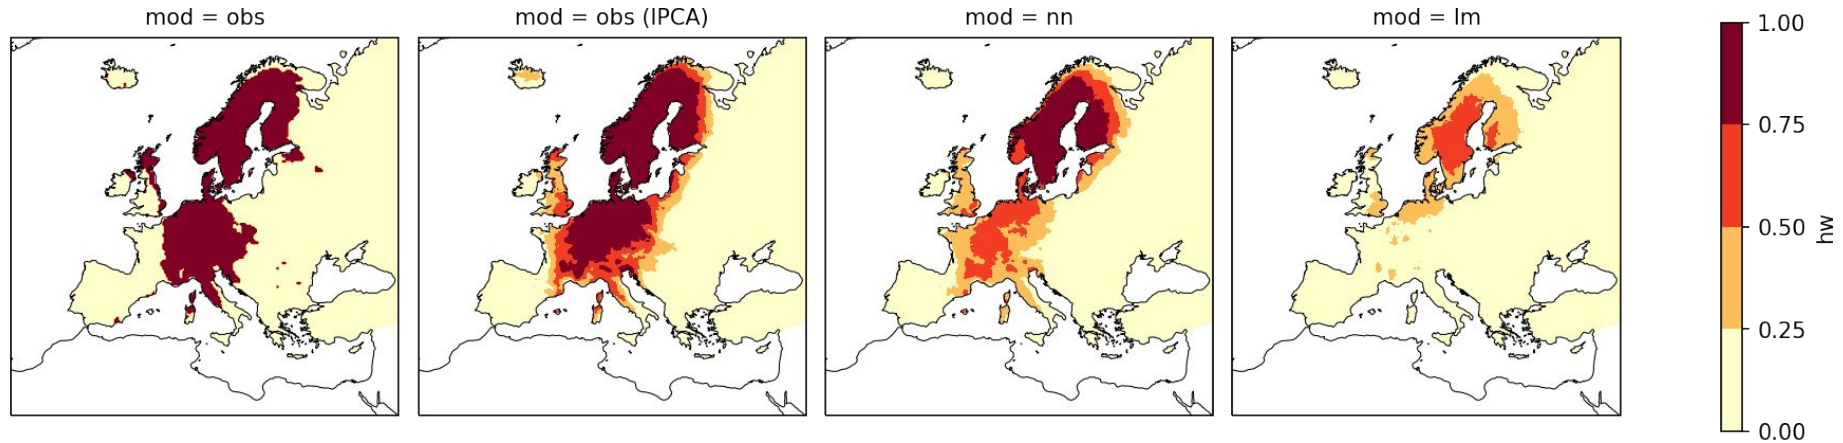 mod = obs
mod = obs (IPCA)
mod = nn
mod = lm
1.00
0.75
0.50
0.25
0.00
hw